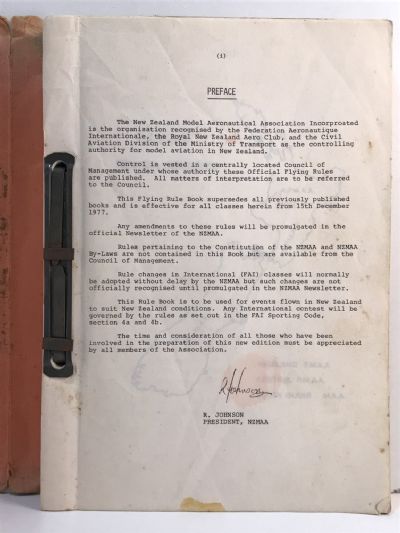 (i)
PREFACE
The New Zealand Model Aeronautical Association Incorporated
is the organisation recognised by the Federation Aeronautique
Internationale, the Royal New Zealand Aero Club, and the Civil
Aviation Division of the Ministry of Transport as the controlling
authority for model aviation in New Zealand.
Control is vested in a centrally located Council of
Management under whose authority these Official Flying Rules
are published. All matters of interpretation are to be referred
to the Council.
This Flying Rule Book supersedes all previously published
books and is effective for all classes herein from 15th December
1977.
Any amendments to these rules will be promulgated in the
official Newsletter of the NZMAA.
Rules pertaining to the Constitution of the NZMAA and NZMAA
By-Laws are not contained in this Book but are available from the
Council of Management.
Rule changes in International (FAI) classes will normally
be adopted without delay by the NZMAA but such changes are not
officially recognised until promulgated in the NZMAA Newsletter.
This Rule Book is to be used for events flown in New Zealand
to suit New Zealand conditions. Any International contest will be
governed by the rules as set out in the FAI Sporting Code,
section 4a and 4b.
The time and consideration of all those who have been
involved in the preparation of this new edition must be appreciated
by all members of the Association.
R Johnson
R. JOHNSON
PRESIDENT, NZMAA